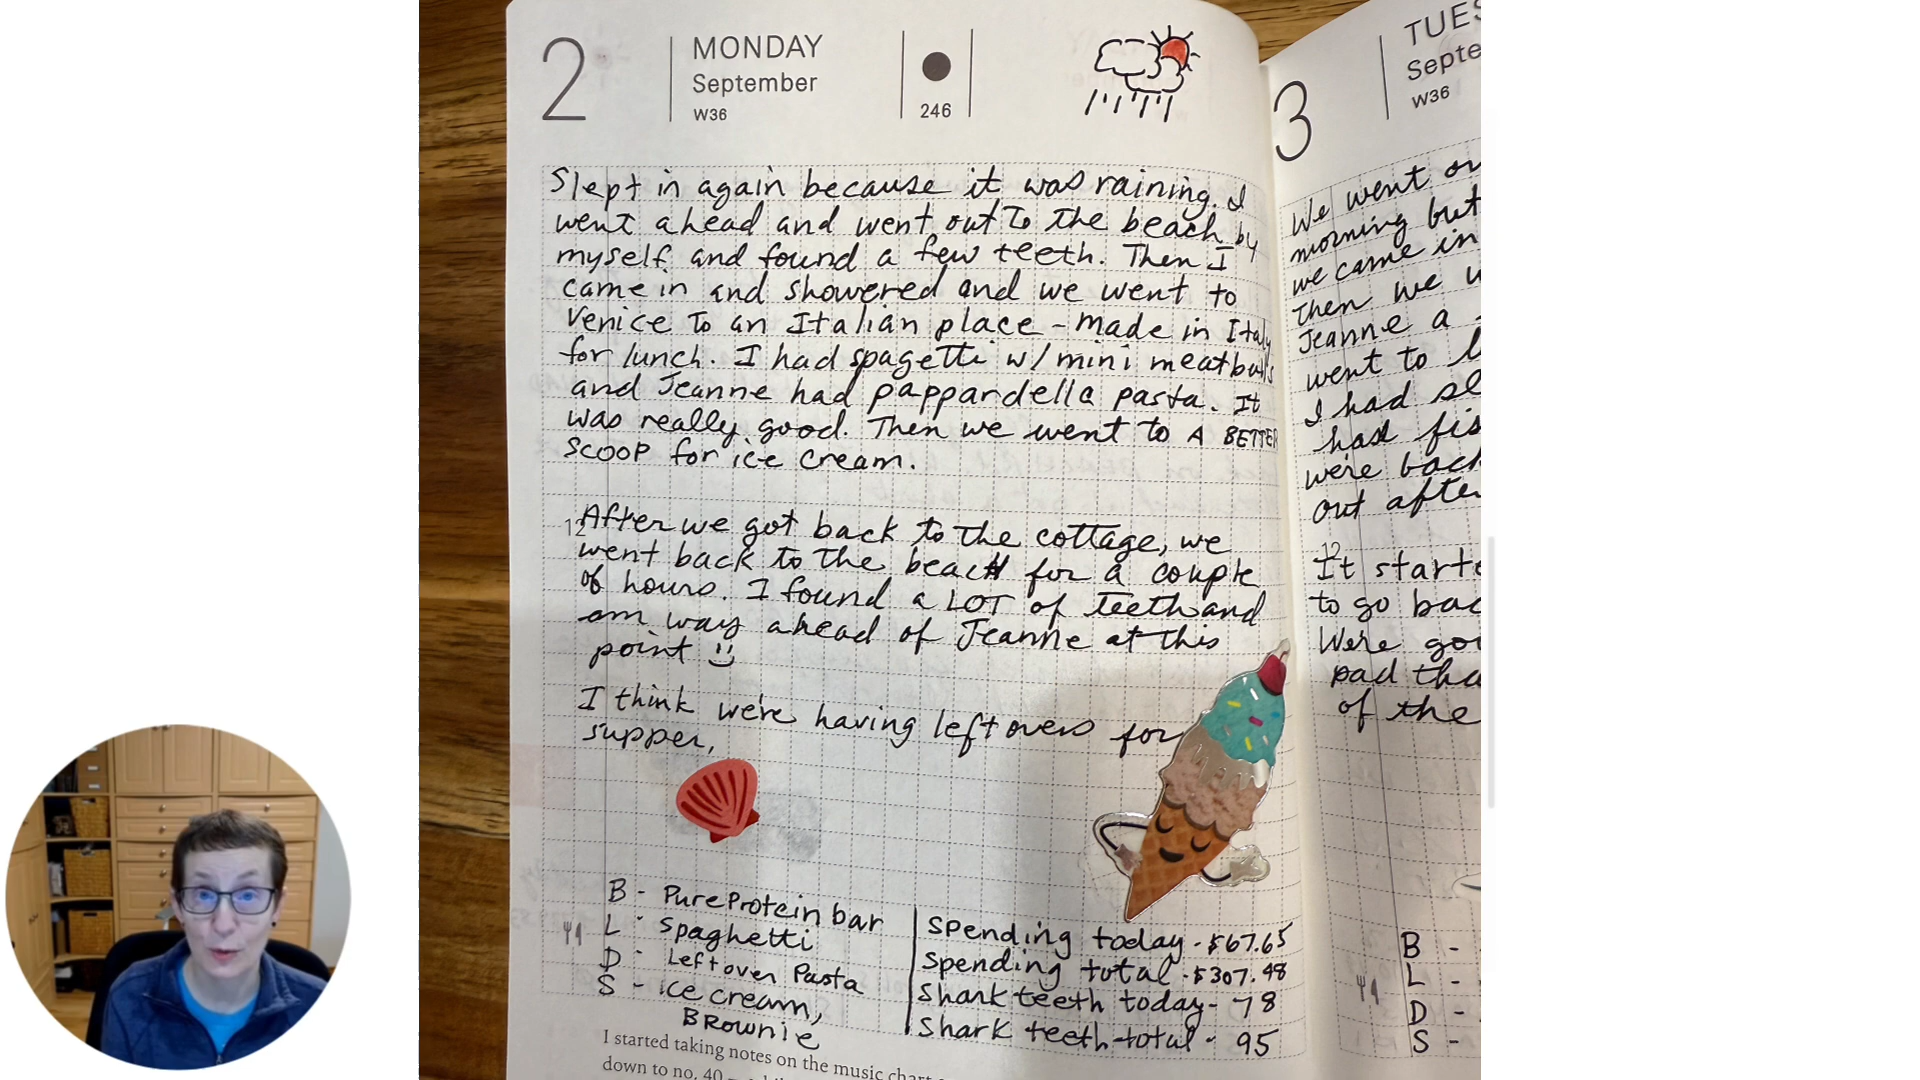 2
MONDAY
September
W36
246
Slept in again because it was raining. I
went ahead and went out to the beach by
myself and found a few teeth. Then I
came in and showered and we went to
Venice to an Italian place - Made in Italy
for lunch. I had spagetti w/ mini meatballs
and Jeanne had pappardella pasta. It
was really good. Then we went to A BETTER
SCOOP for ice cream.
12
After we got back to the cottage, we
went back to the beach for a couple
of hours. I found a LOT of teeth and
am way ahead of Jeanne at this
point
I think we're having leftovers for
supper,
B - Pure Protein bar
L - Spaghetti
D - Leftover Pasta
S - ice cream,
Brownie
Spending today - $67.65
Spending total - $307.48
Shark teeth today - 78
Shark teeth total - 95
I started taking notes on the music chart
down to no. 40
3
TUES
Septe
W36
We went
morning but
we came in
Then we
Jeanne a
went to
I had
had
were back
out after
12
It starte
to go bac
Were
pad tha
of the
B -
L -
D -
S -